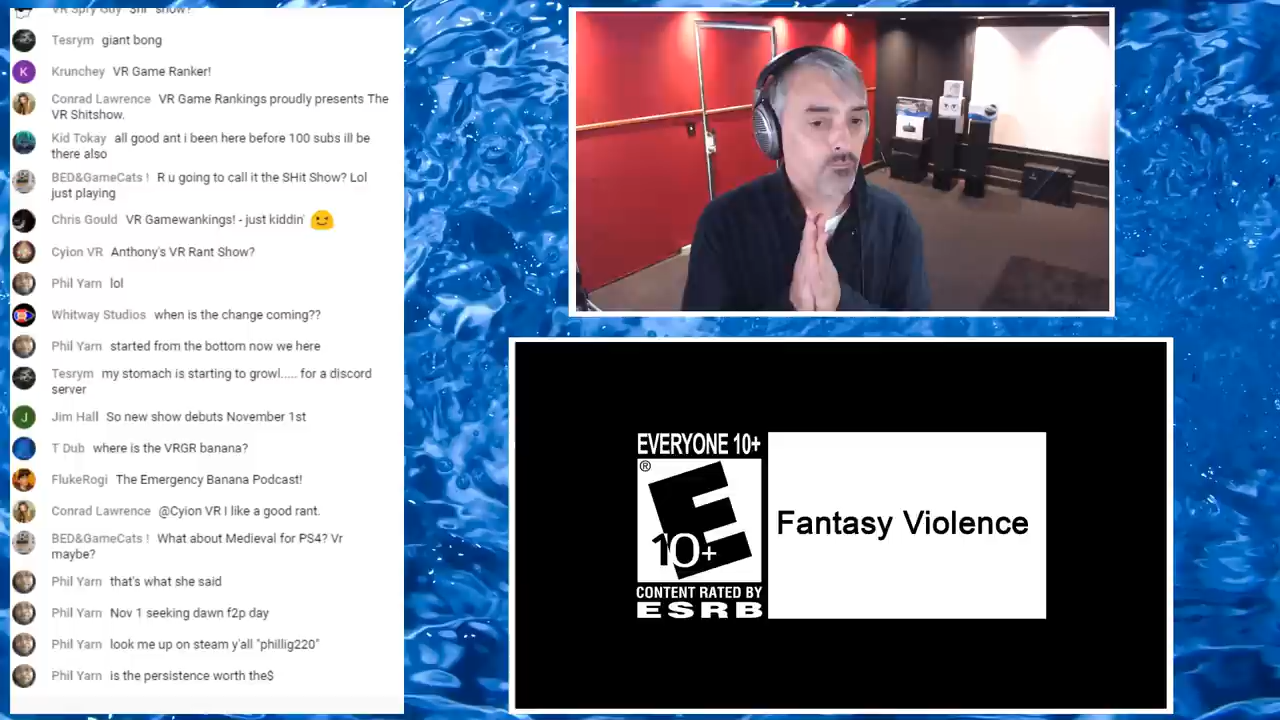 VR Spry Guy "Shit" show?
Tesrym giant bong
K
Krunchey VR Game Ranker!
Conrad Lawrence VR Game Rankings proudly presents The
VR Shitshow.
Kid Tokay all good ant i been here before 100 subs ill be
there also
BED&GameCats ! R u going to call it the SHit Show? Lol
just playing
Chris Gould VR Gamewankings! - just kiddin'
Cyion VR Anthony's VR Rant Show?
Phil Yarn lol
Whitway Studios when is the change coming??
Phil Yarn started from the bottom now we here
Tesrym my stomach is starting to growl..... for a discord
server
J
Jim Hall So new show debuts November 1st
T Dub where is the VRGR banana?
FlukeRogi The Emergency Banana Podcast!
Conrad Lawrence @Cyion VR I like a good rant.
BED&GameCats ! What about Medieval for PS4? Vr
maybe?
Phil Yarn that's what she said
Phil Yarn Nov 1 seeking dawn f2p day
Phil Yarn look me up on steam y'all "phillig220"
Phil Yarn is the persistence worth the$
EVERYONE 10+
®
E
10+
CONTENT RATED BY
ESRB
Fantasy Violence